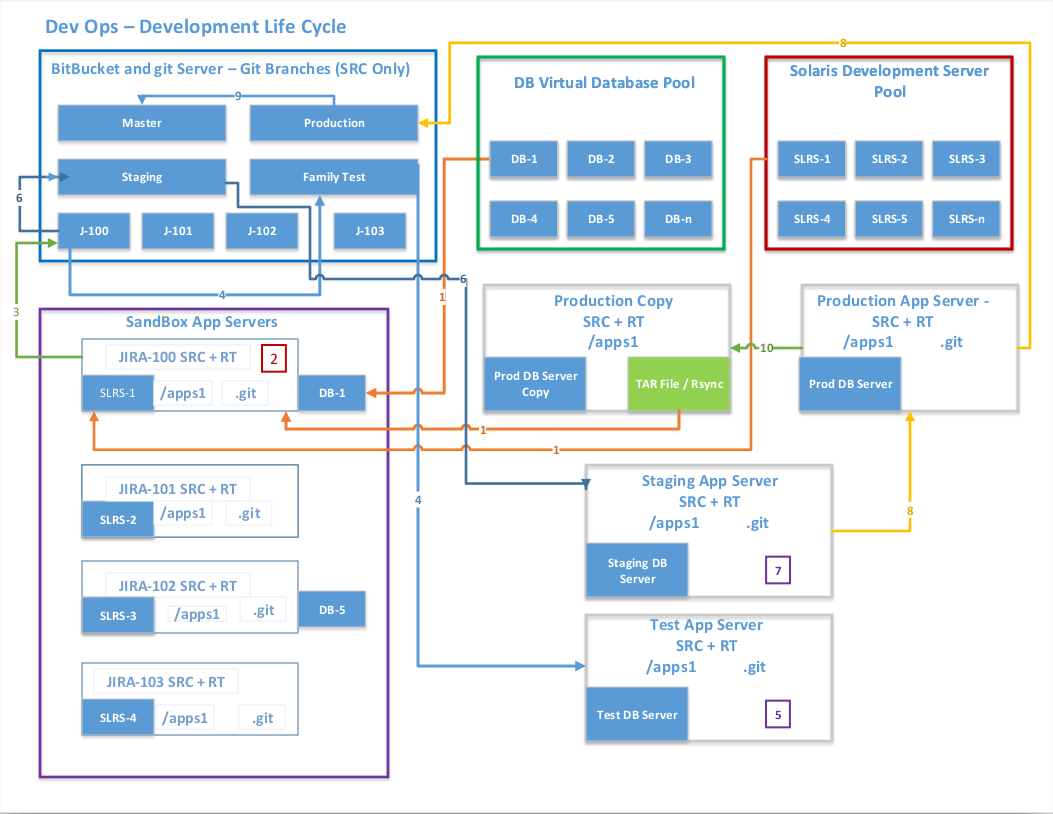 Dev Ops – Development Life Cycle
BitBucket and git Server – Git Branches (SRC Only)
9
Master
Production
Staging
Family Test
6
J-100
J-101
J-102
J-103
4
3
8
DB Virtual Database Pool
DB-1
DB-2
DB-3
DB-4
DB-5
DB-n
Solaris Development Server
Pool
SLRS-1
SLRS-2
SLRS-3
SLRS-4
SLRS-5
SLRS-n
6
1
SandBox App Servers
JIRA-100 SRC + RT
2
SLRS-1
/apps1
.git
DB-1
JIRA-101 SRC + RT
SLRS-2
/apps1
.git
JIRA-102 SRC + RT
SLRS-3
/apps1
.git
DB-5
JIRA-103 SRC + RT
SLRS-4
/apps1
.git
Production Copy
SRC + RT
/apps1
Prod DB Server
Copy
TAR File / Rsync
10
Production App Server -
SRC + RT
/apps1
.git
Prod DB Server
1
1
4
Staging App Server
SRC + RT
/apps1
.git
Staging DB
Server
7
8
Test App Server
SRC + RT
/apps1
.git
Test DB Server
5